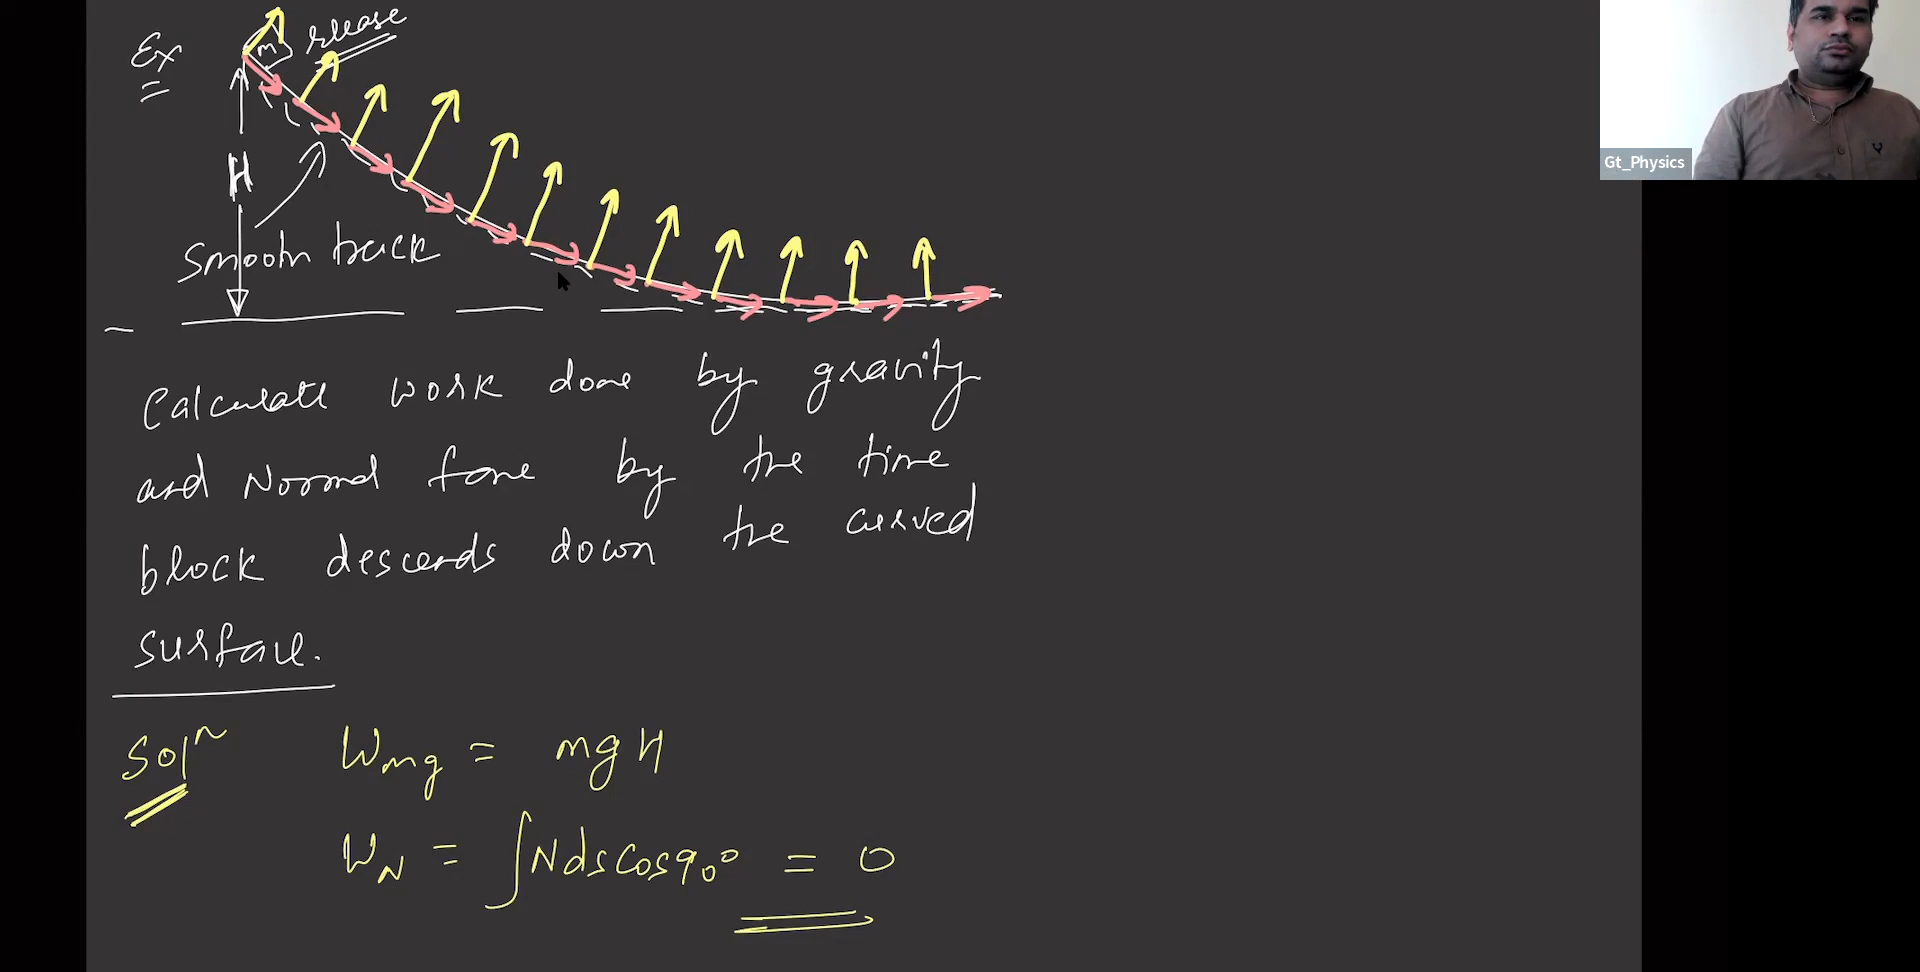 Ex
m release
Gt_Physics
H
Smooth track
Calculate work done by gravity
and Normal force by the time
block descends down the curved
surface.
Solⁿ Wmg = mgH
W_N = ∫Nds Cos90° = 0